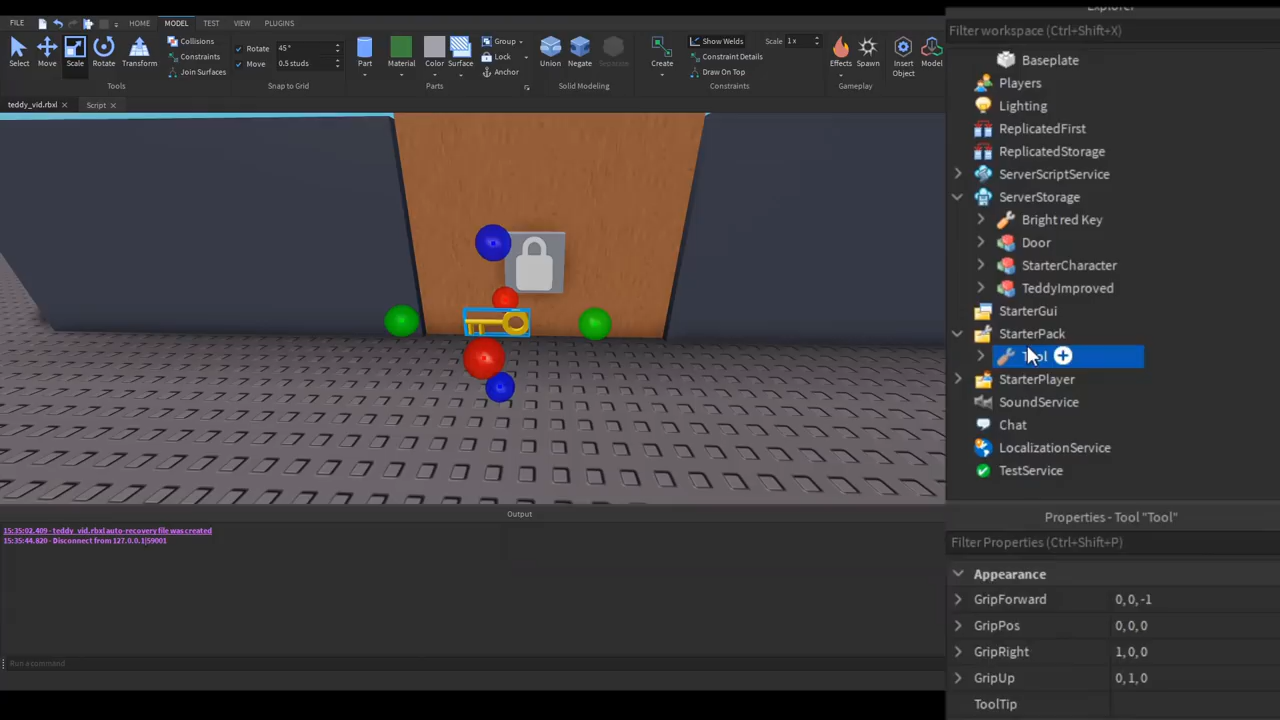 FILE HOME MODEL TEST VIEW PLUGINS
Select Move Scale Rotate Transform
Collisions
Constraints
Join Surfaces
Tools
Rotate 45°
Move 0.5 studs
Snap to Grid
Part Material Color Surface
Group
Lock
Anchor
Parts
Union Negate Separate
Solid Modeling
Create
Show Welds Scale 1 x
Constraint Details
Draw On Top
Constraints
Effects Spawn
Gameplay
Insert
Object
Model
teddy_vid.rbxl × Script ×
Explorer
Filter workspace (Ctrl+Shift+X)
Baseplate
Players
Lighting
ReplicatedFirst
ReplicatedStorage
ServerScriptService
ServerStorage
Bright red Key
Door
StarterCharacter
TeddyImproved
StarterGui
StarterPack
Tool
StarterPlayer
SoundService
Chat
LocalizationService
TestService
Output
15:35:02.409 - teddy_vid.rbxl auto-recovery file was created
15:35:44.820 - Disconnect from 127.0.0.1|59001
Run a command
Properties - Tool "Tool"
Filter Properties (Ctrl+Shift+P)
Appearance
GripForward 0, 0, -1
GripPos 0, 0, 0
GripRight 1, 0, 0
GripUp 0, 1, 0
ToolTip